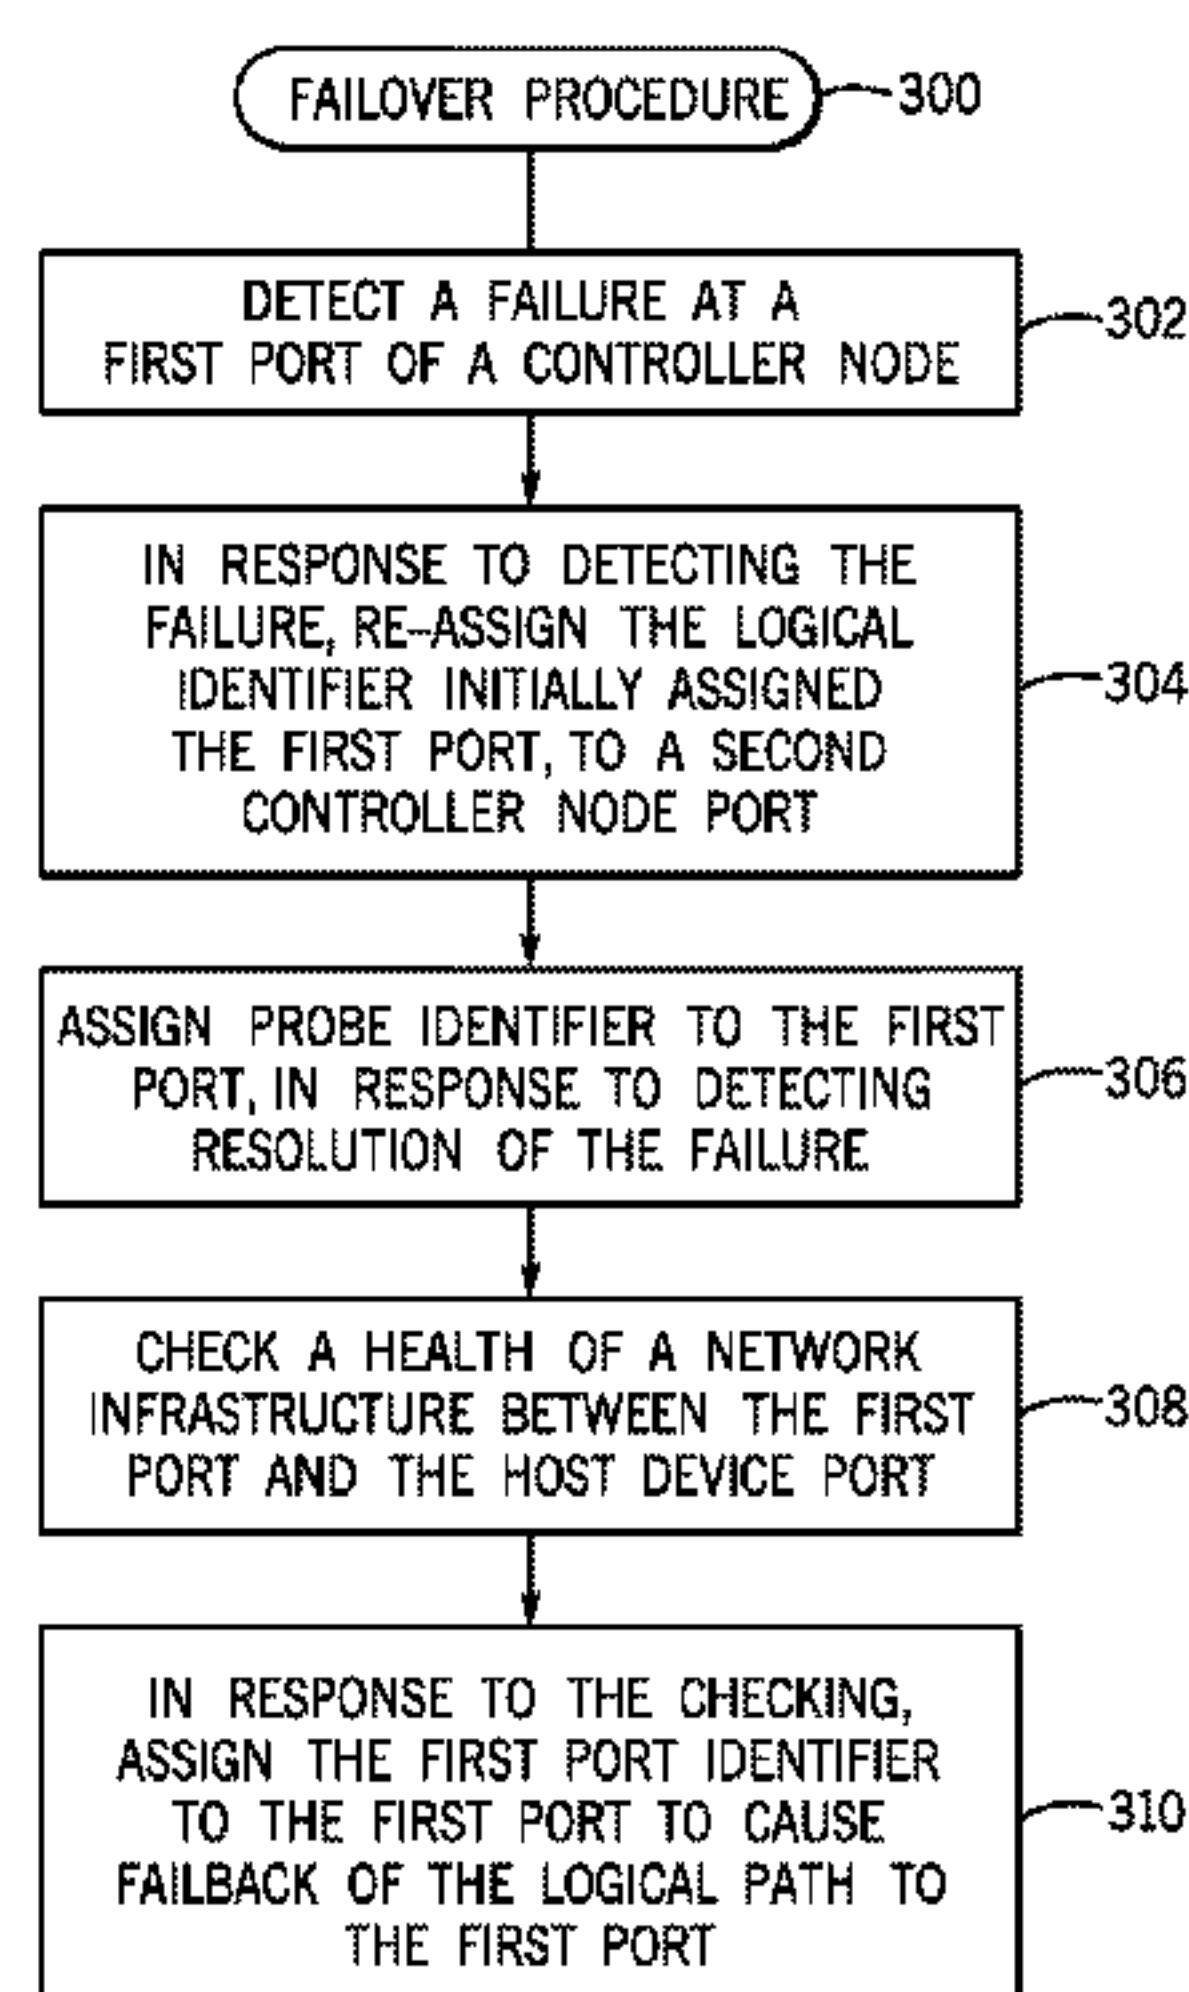 FAILOVER PROCEDURE
300
DETECT A FAILURE AT A
FIRST PORT OF A CONTROLLER NODE
302
IN RESPONSE TO DETECTING THE
FAILURE, RE-ASSIGN THE LOGICAL
IDENTIFIER INITIALLY ASSIGNED
THE FIRST PORT, TO A SECOND
CONTROLLER NODE PORT
304
ASSIGN PROBE IDENTIFIER TO THE FIRST
PORT, IN RESPONSE TO DETECTING
RESOLUTION OF THE FAILURE
306
CHECK A HEALTH OF A NETWORK
INFRASTRUCTURE BETWEEN THE FIRST
PORT AND THE HOST DEVICE PORT
308
IN RESPONSE TO THE CHECKING,
ASSIGN THE FIRST PORT IDENTIFIER
TO THE FIRST PORT TO CAUSE
FAILBACK OF THE LOGICAL PATH TO
THE FIRST PORT
310